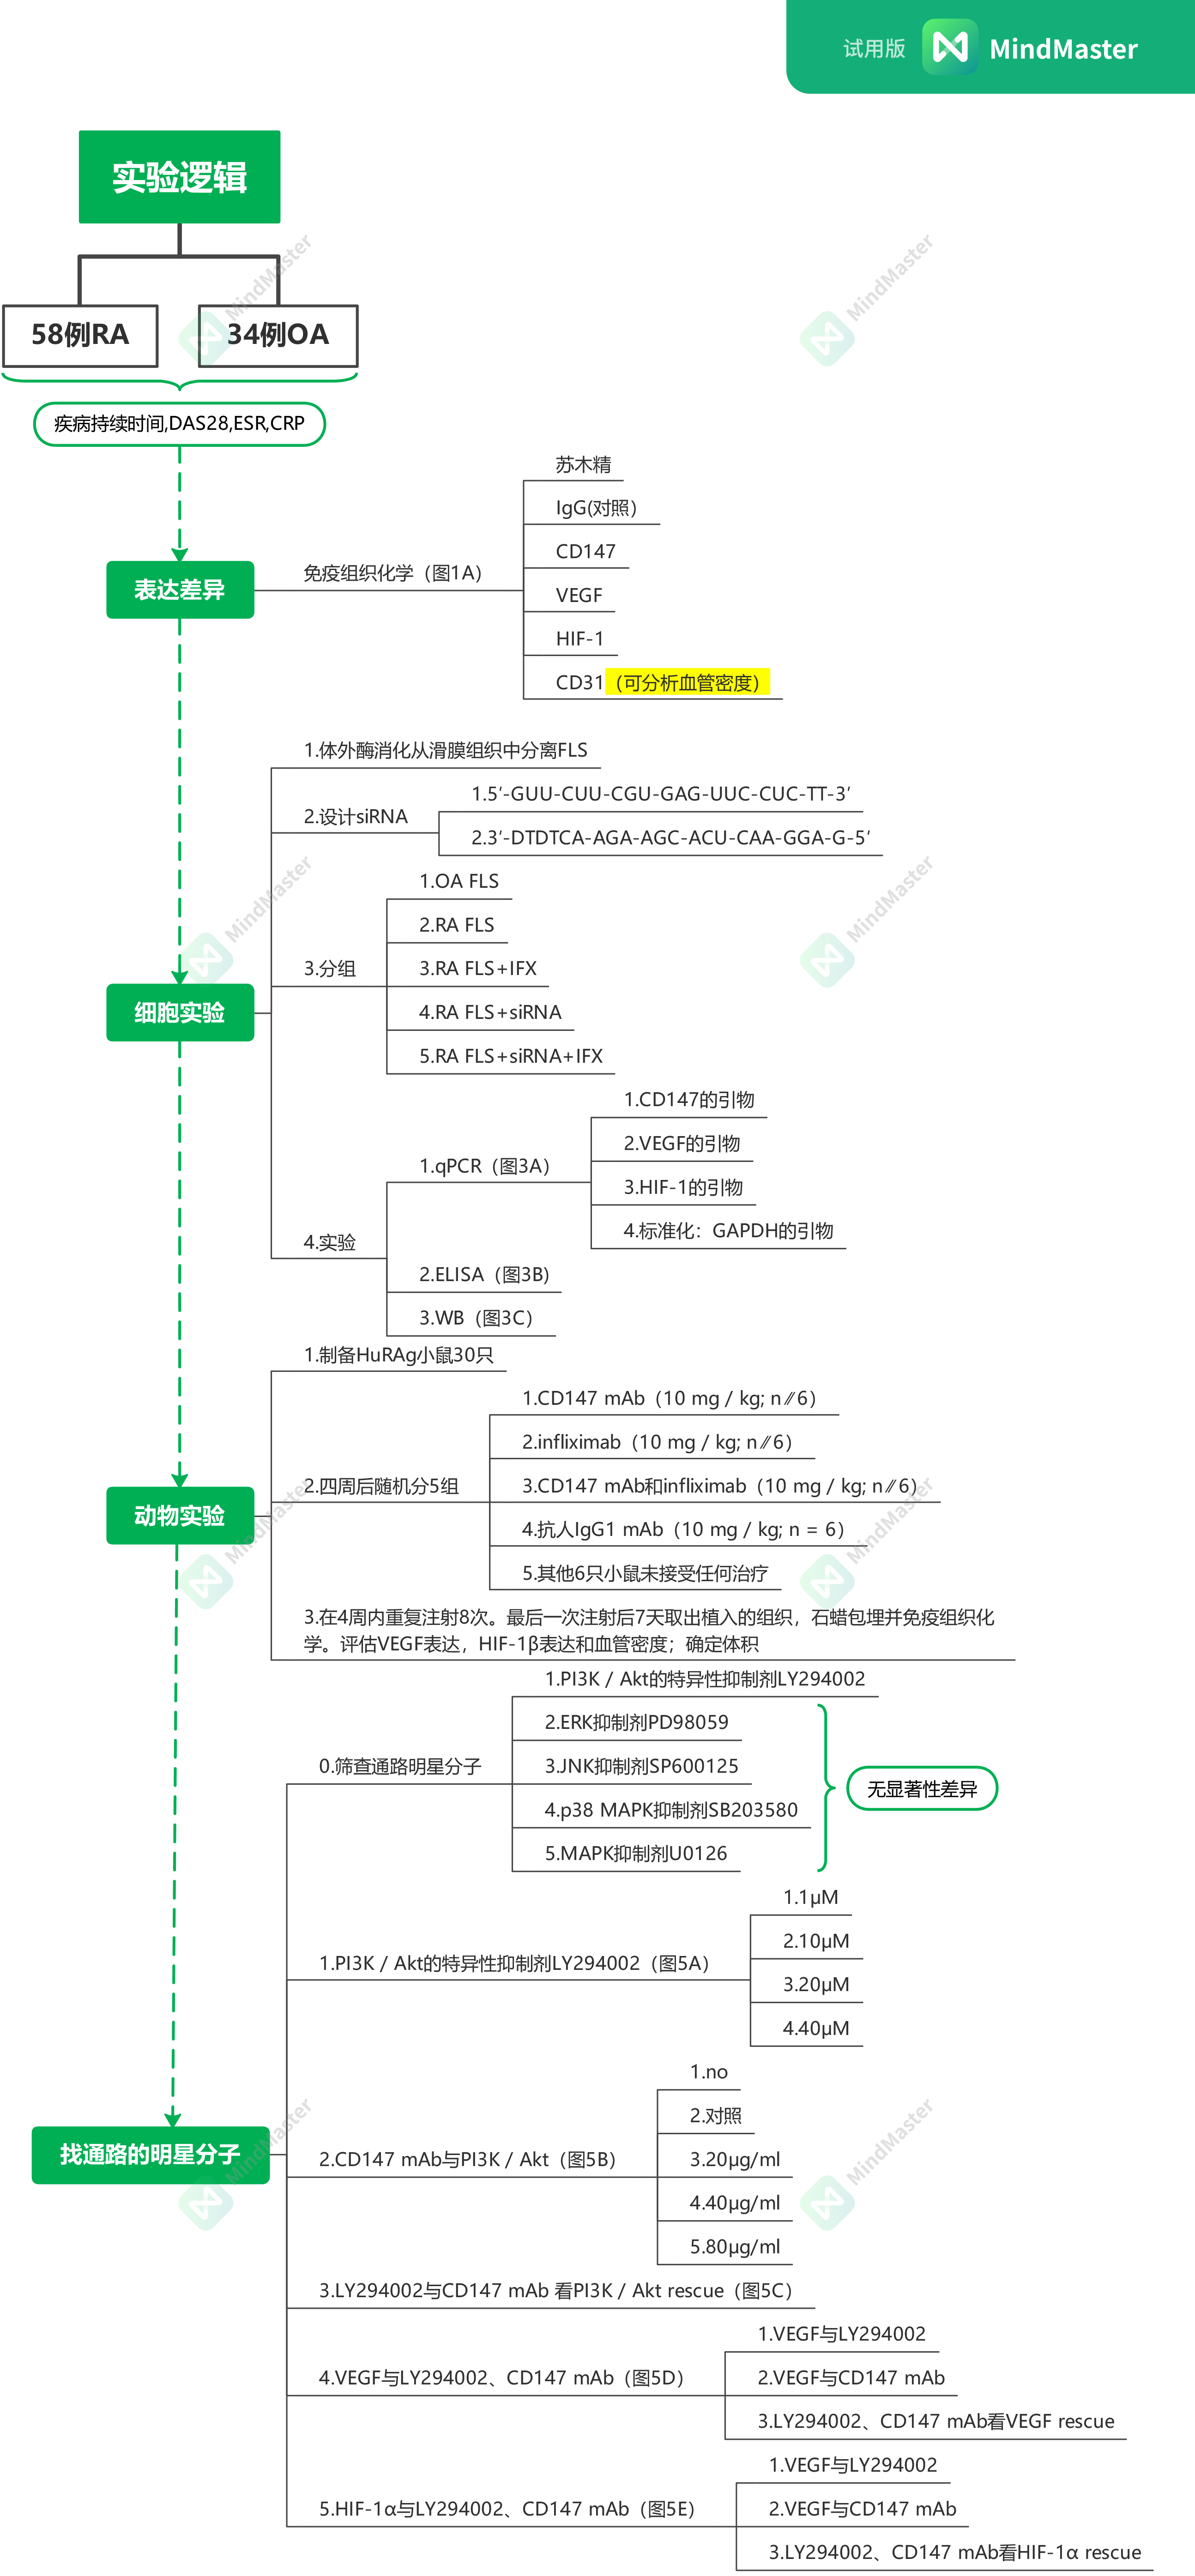 试用版 MindMaster
实验逻辑
58例RA
34例OA
疾病持续时间,DAS28,ESR,CRP
表达差异
免疫组织化学（图1A）
苏木精
IgG(对照）
CD147
VEGF
HIF-1
CD31（可分析血管密度）
细胞实验
1.体外酶消化从滑膜组织中分离FLS
2.设计siRNA
1.5′-GUU-CUU-CGU-GAG-UUC-CUC-TT-3′
2.3′-DTDTCA-AGA-AGC-ACU-CAA-GGA-G-5′
3.分组
1.OA FLS
2.RA FLS
3.RA FLS+IFX
4.RA FLS+siRNA
5.RA FLS+siRNA+IFX
4.实验
1.qPCR（图3A）
1.CD147的引物
2.VEGF的引物
3.HIF-1的引物
4.标准化：GAPDH的引物
2.ELISA（图3B)
3.WB（图3C）
动物实验
1.制备HuRAg小鼠30只
2.四周后随机分5组
1.CD147 mAb（10 mg / kg; n⁄⁄6）
2.infliximab（10 mg / kg; n⁄⁄6）
3.CD147 mAb和infliximab（10 mg / kg; n⁄⁄6）
4.抗人IgG1 mAb（10 mg / kg; n = 6）
5.其他6只小鼠未接受任何治疗
3.在4周内重复注射8次。最后一次注射后7天取出植入的组织，石蜡包埋并免疫组织化
学。评估VEGF表达，HIF-1β表达和血管密度；确定体积
找通路的明星分子
0.筛查通路明星分子
1.PI3K / Akt的特异性抑制剂LY294002
2.ERK抑制剂PD98059
3.JNK抑制剂SP600125
4.p38 MAPK抑制剂SB203580
5.MAPK抑制剂U0126
无显著性差异
1.PI3K / Akt的特异性抑制剂LY294002（图5A）
1.1μM
2.10μM
3.20μM
4.40μM
2.CD147 mAb与PI3K / Akt（图5B）
1.no
2.对照
3.20μg/ml
4.40μg/ml
5.80μg/ml
3.LY294002与CD147 mAb 看PI3K / Akt rescue（图5C）
4.VEGF与LY294002、CD147 mAb（图5D）
1.VEGF与LY294002
2.VEGF与CD147 mAb
3.LY294002、CD147 mAb看VEGF rescue
5.HIF-1α与LY294002、CD147 mAb（图5E）
1.VEGF与LY294002
2.VEGF与CD147 mAb
3.LY294002、CD147 mAb看HIF-1α rescue
MindMaster
MindMaster
MindMaster
MindMaster
MindMaster
MindMaster
MindMaster
MindMaster